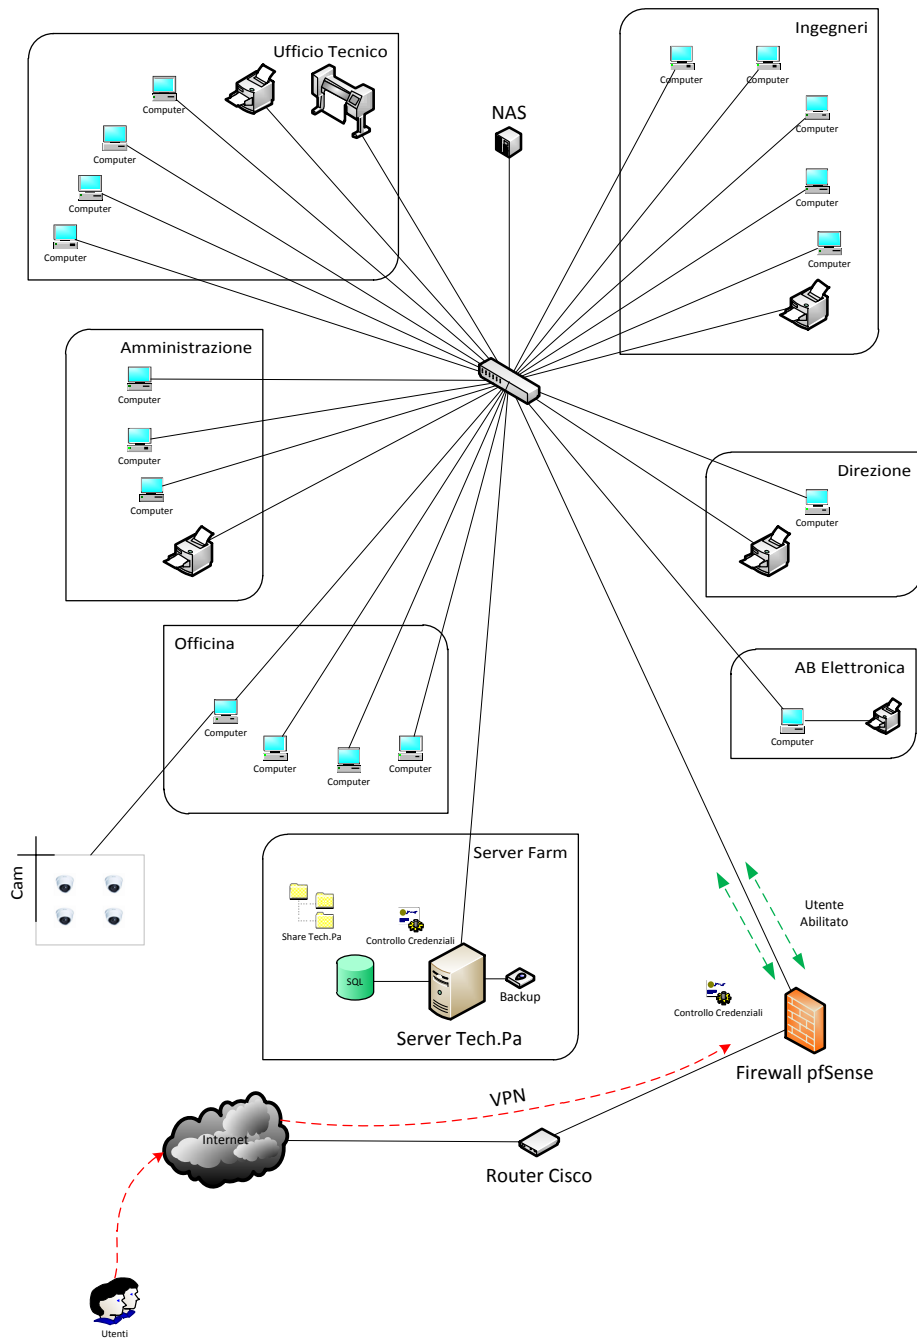 Ingegneri
Ufficio Tecnico
Computer
Computer
Computer
NAS
Computer
Computer
Computer
Computer
Computer
Computer
Amministrazione
Computer
Computer
Computer
Direzione
Computer
Officina
Computer
Computer
Computer
Computer
AB Elettronica
Computer
Cam
Server Farm
Share Tech.Pa
Controllo Credenziali
SQL
Backup
Server Tech.Pa
Utente
Abilitato
Controllo Credenziali
Firewall pfSense
VPN
Internet
Router Cisco
Utenti